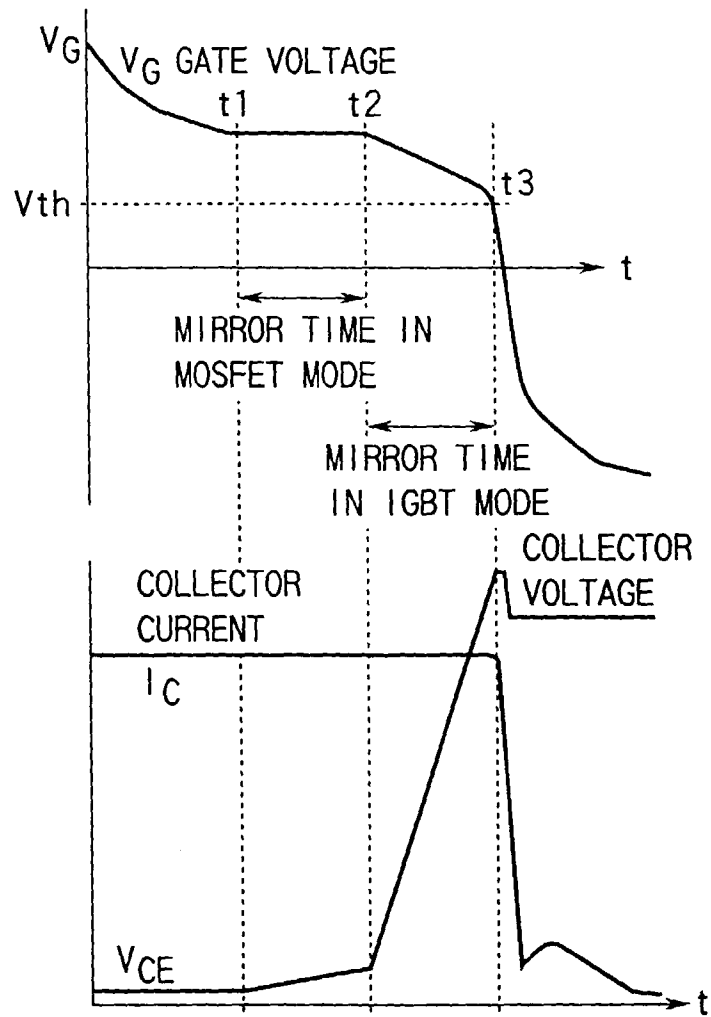 VG
VG GATE VOLTAGE
t1
t2
t3
Vth
t
MIRROR TIME IN
MOSFET MODE
MIRROR TIME
IN IGBT MODE
COLLECTOR
VOLTAGE
COLLECTOR
CURRENT
IC
VCE
t